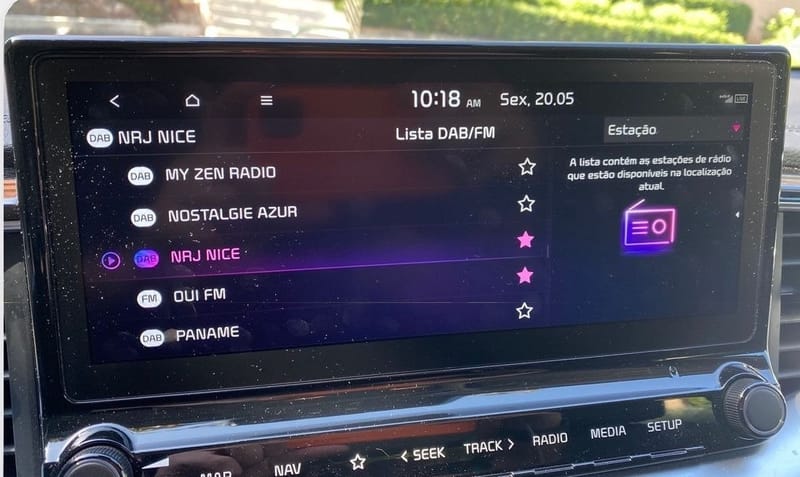 10:18 AM Sex, 20.05
DAB NRJ NICE
Lista DAB/FM
Estação
DAB MY ZEN RADIO
DAB NOSTALGIE AZUR
DAB NRJ NICE
FM OUI FM
DAB PANAME
A lista contém as estações de rádio
que estão disponíveis na localização
atual.
MAP NAV < SEEK TRACK > RADIO MEDIA SETUP